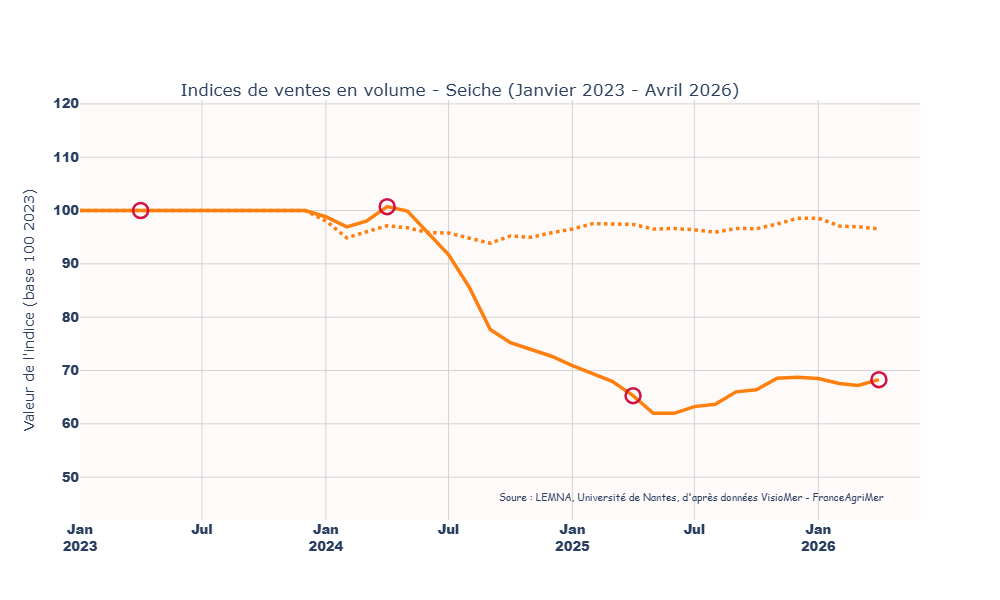 Indices de ventes en volume - Seiche (Janvier 2023 - Avril 2026)
Valeur de l'indice (base 100 2023)
120
110
100
90
80
70
60
50
Soure : LEMNA, Université de Nantes, d'après données VisioMer - FranceAgriMer
Jan Jul Jan Jul Jan Jul Jan
2023 2024 2025 2026